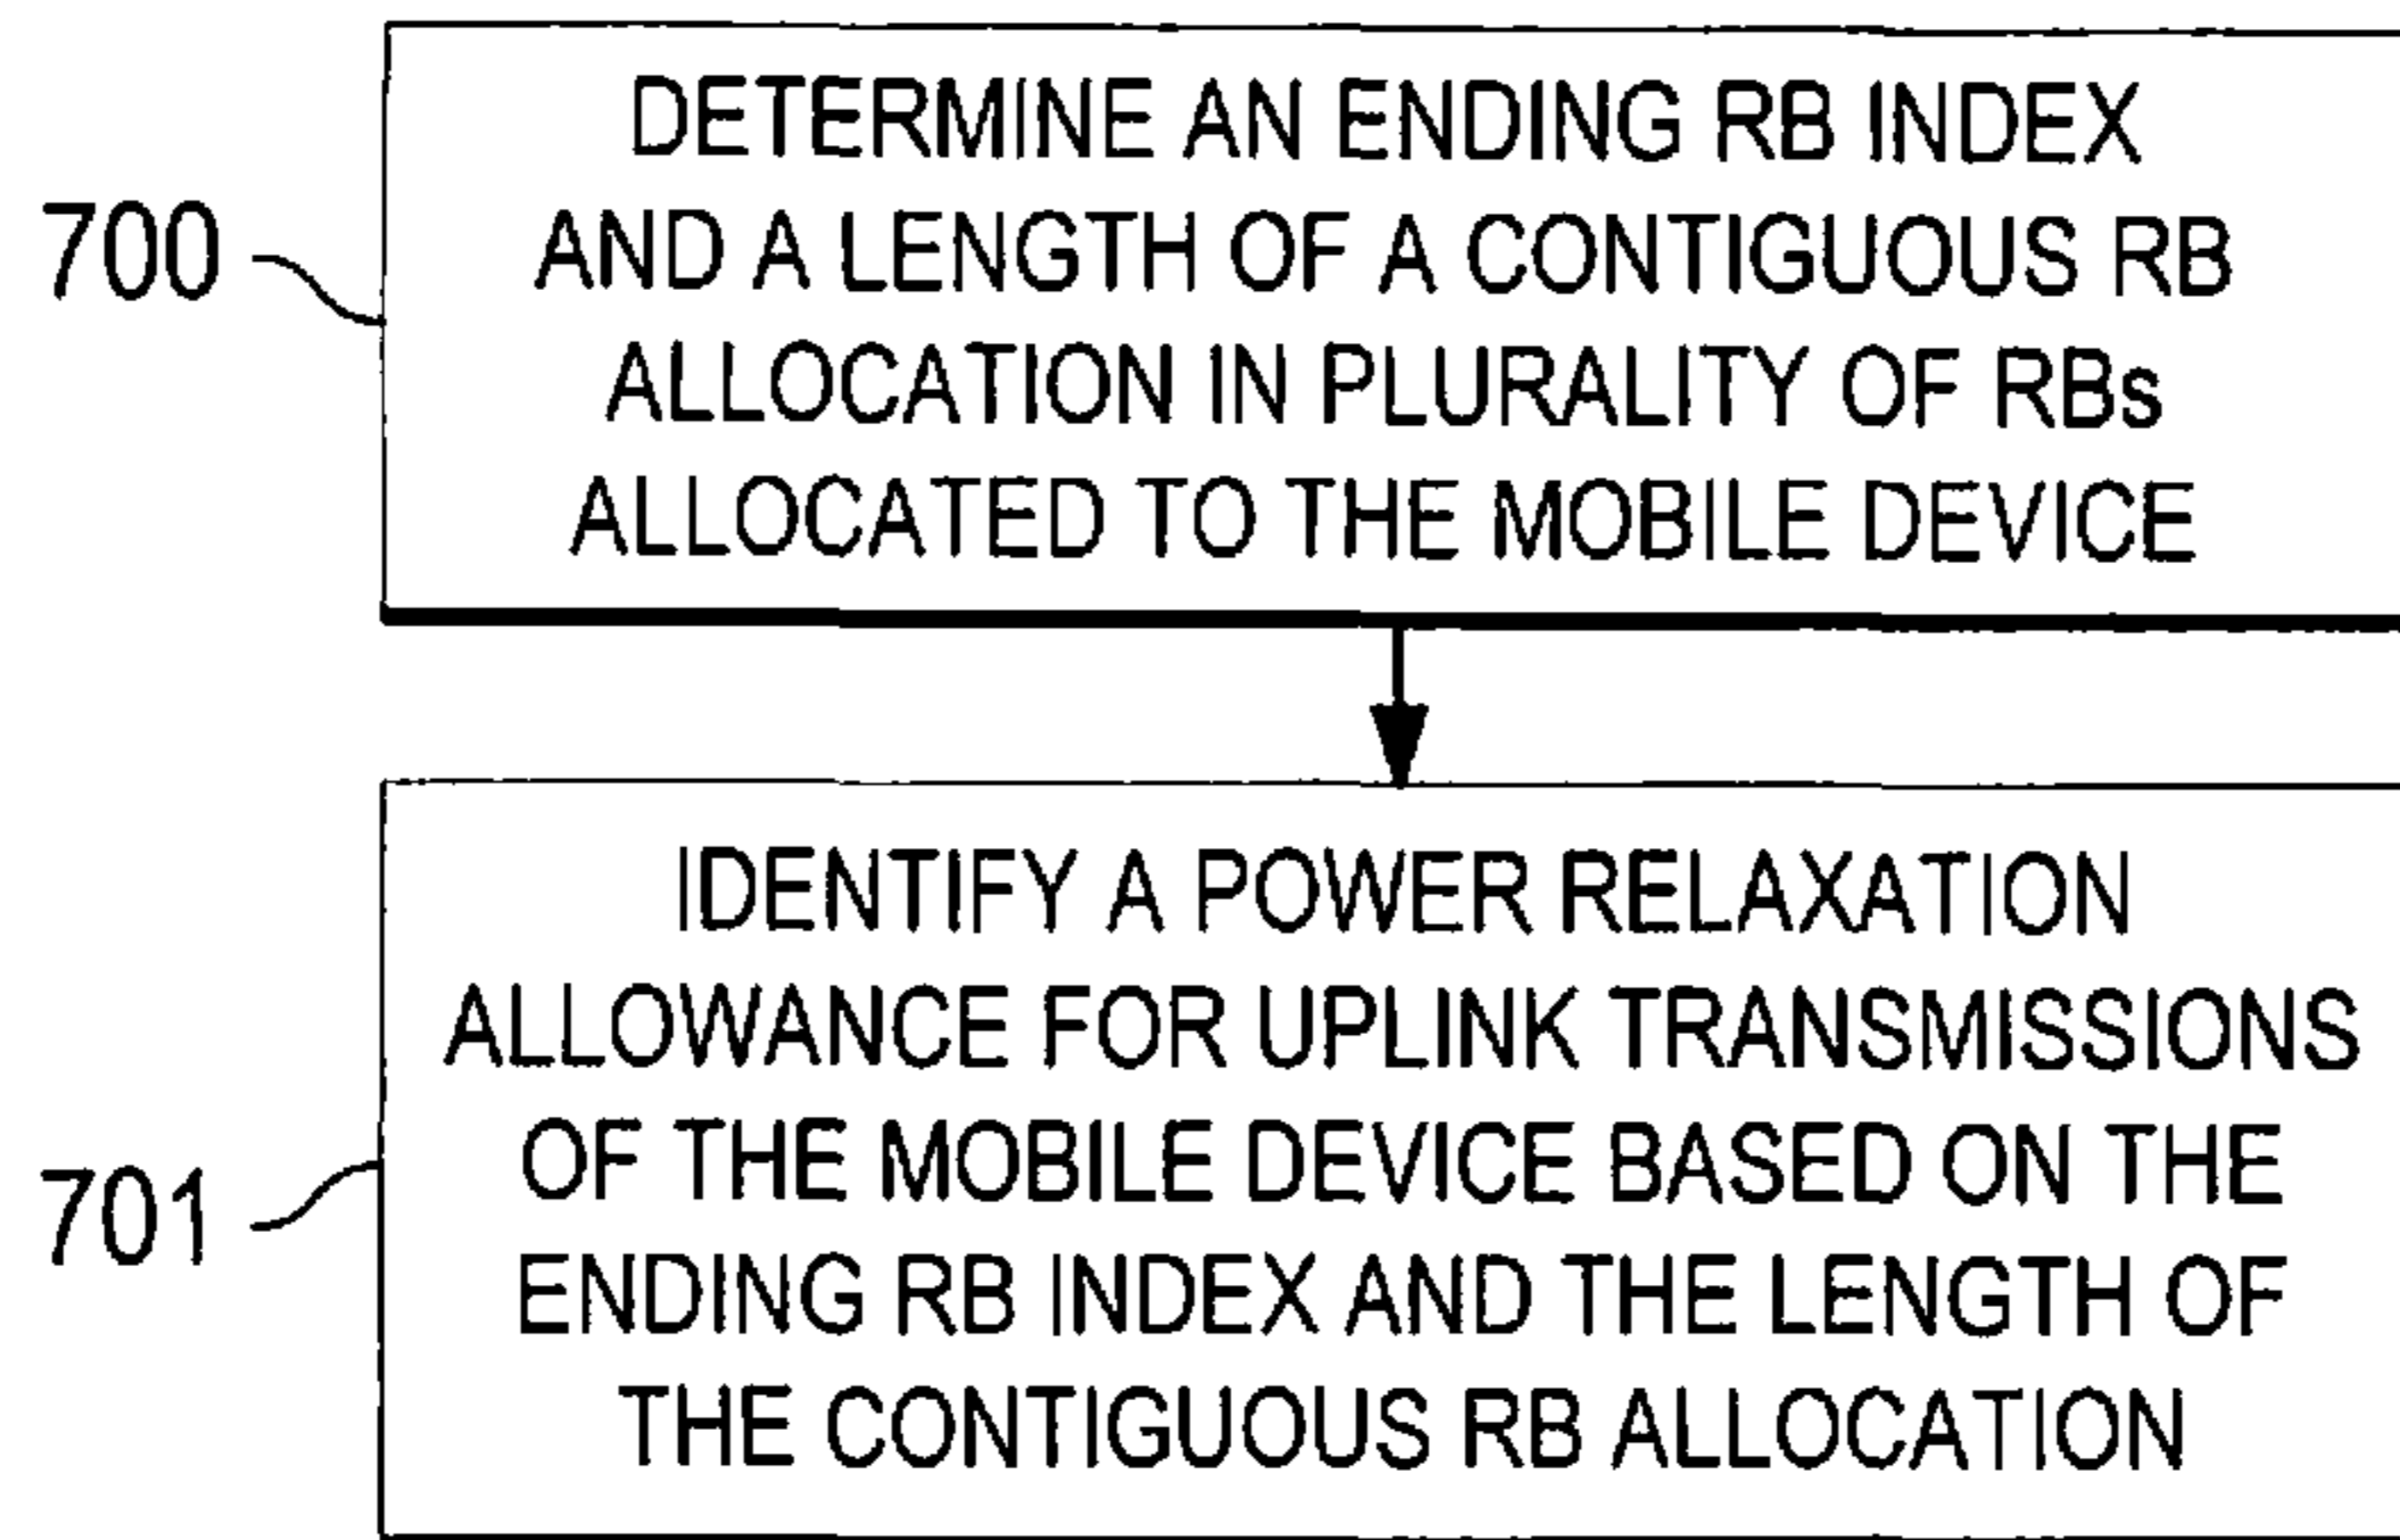 700
DETERMINE AN ENDING RB INDEX
AND A LENGTH OF A CONTIGUOUS RB
ALLOCATION IN PLURALITY OF RBs
ALLOCATED TO THE MOBILE DEVICE
701
IDENTIFY A POWER RELAXATION
ALLOWANCE FOR UPLINK TRANSMISSIONS
OF THE MOBILE DEVICE BASED ON THE
ENDING RB INDEX AND THE LENGTH OF
THE CONTIGUOUS RB ALLOCATION